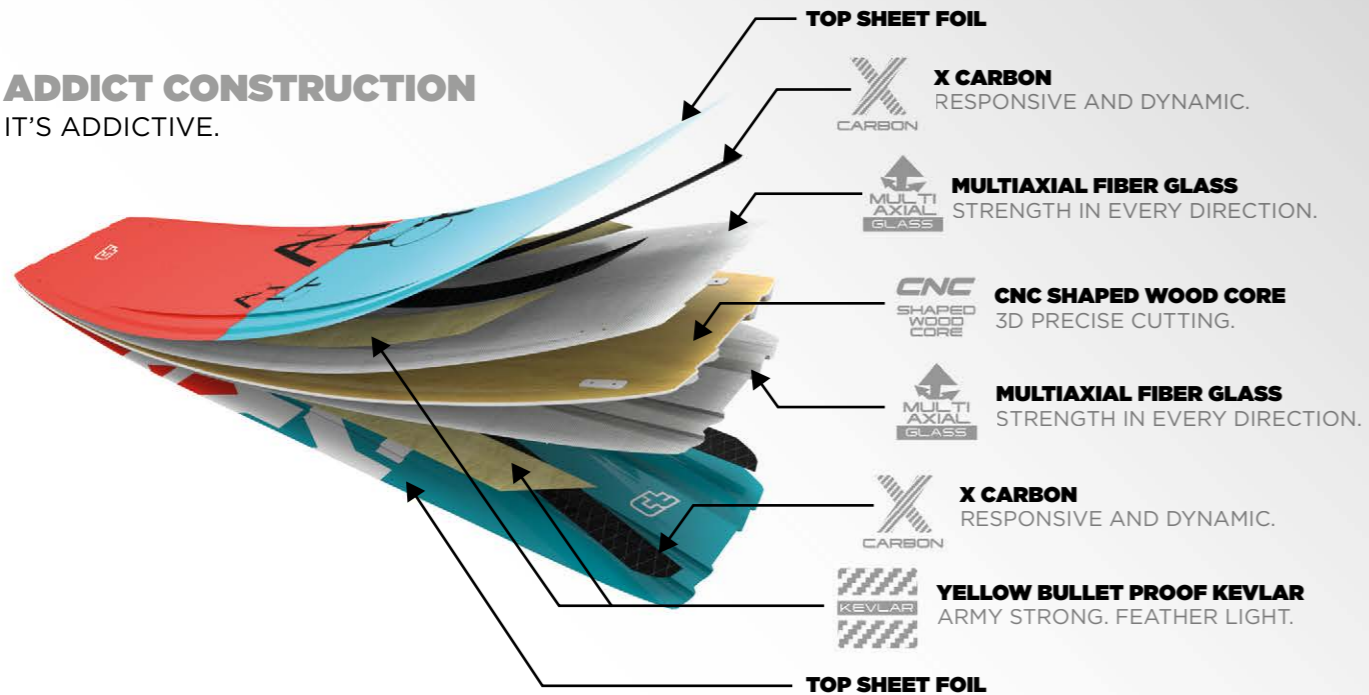 TOP SHEET FOIL
ADDICT CONSTRUCTION
IT'S ADDICTIVE.
X
CARBON
X CARBON
RESPONSIVE AND DYNAMIC.
MULTI
AXIAL
GLASS
MULTIAXIAL FIBER GLASS
STRENGTH IN EVERY DIRECTION.
CNC
SHAPED
WOOD
CORE
CNC SHAPED WOOD CORE
3D PRECISE CUTTING.
MULTI
AXIAL
GLASS
MULTIAXIAL FIBER GLASS
STRENGTH IN EVERY DIRECTION.
X
CARBON
X CARBON
RESPONSIVE AND DYNAMIC.
KEVLAR
YELLOW BULLET PROOF KEVLAR
ARMY STRONG. FEATHER LIGHT.
TOP SHEET FOIL